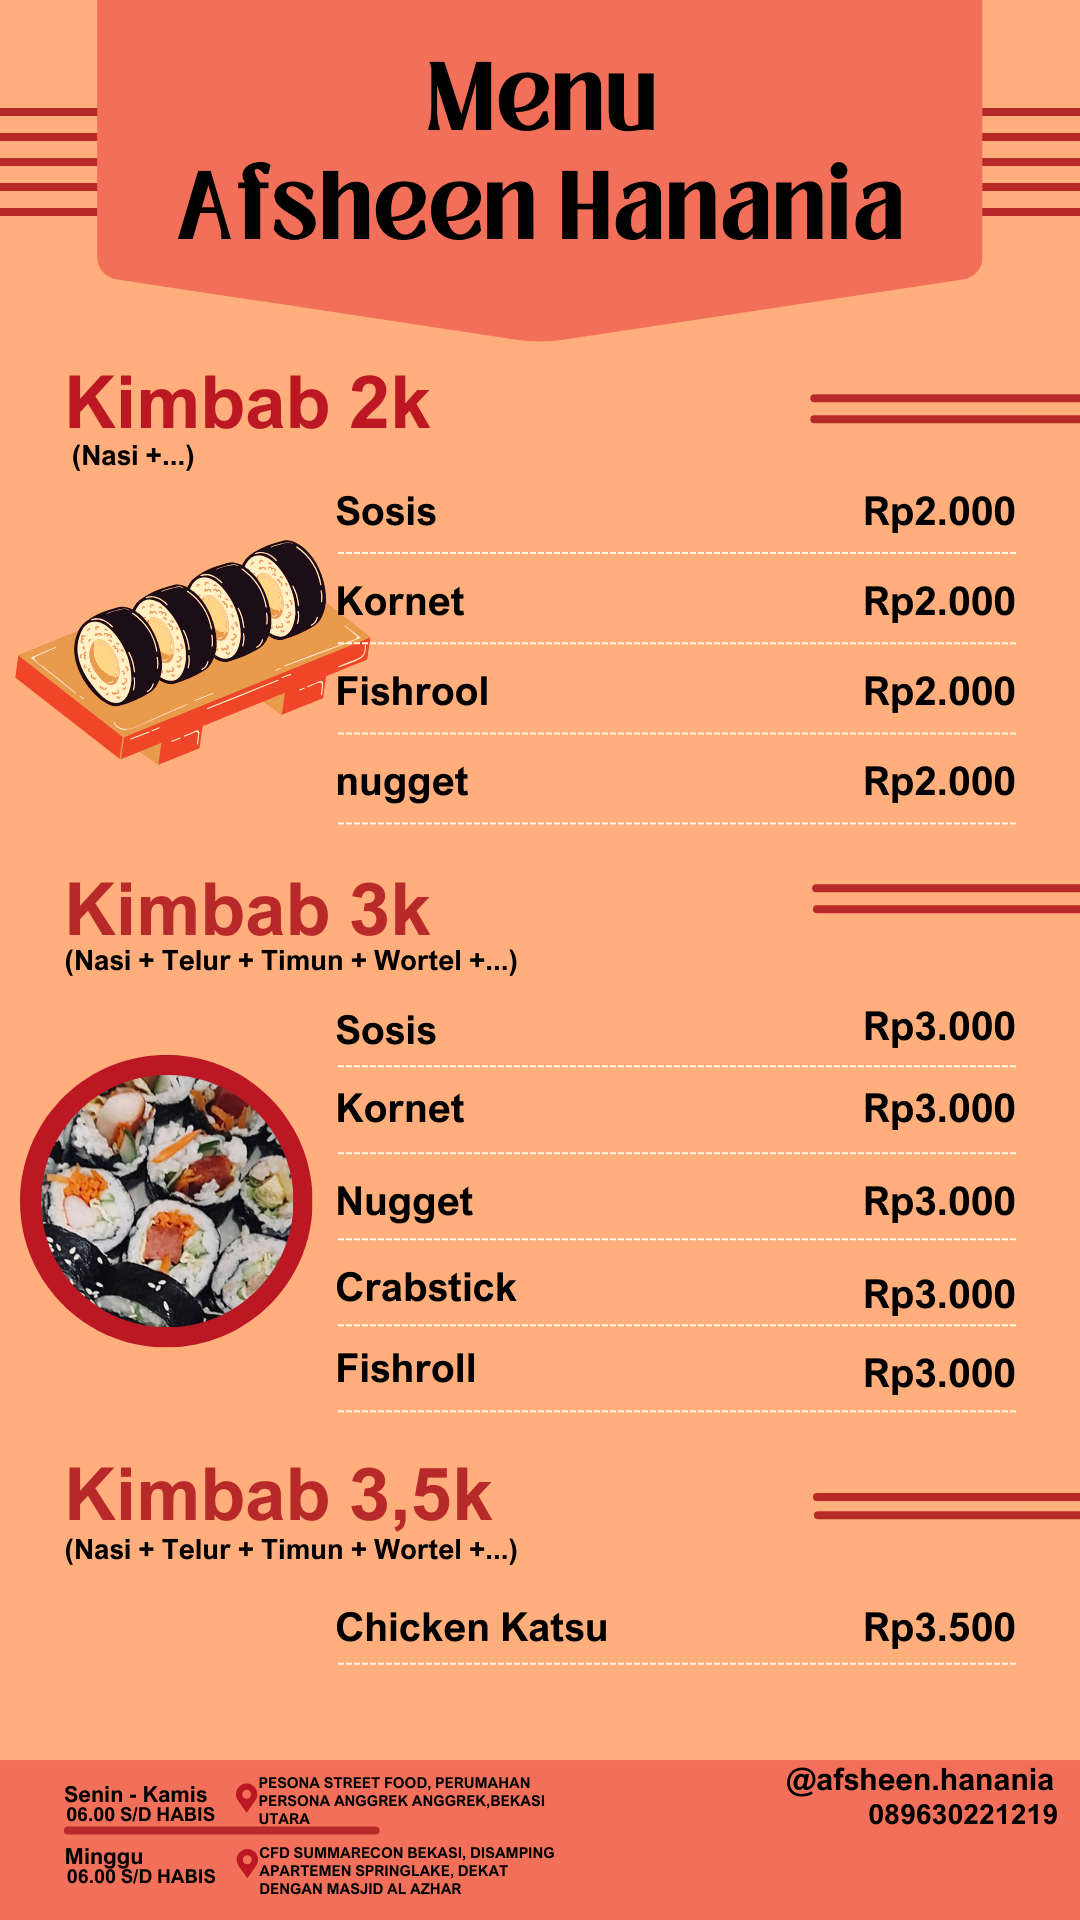 Menu
Afsheen Hanania
Kimbab 2k
(Nasi +...)
Sosis Rp2.000
Kornet Rp2.000
Fishrool Rp2.000
nugget Rp2.000
Kimbab 3k
(Nasi + Telur + Timun + Wortel +...)
Sosis Rp3.000
Kornet Rp3.000
Nugget Rp3.000
Crabstick Rp3.000
Fishroll Rp3.000
Kimbab 3,5k
(Nasi + Telur + Timun + Wortel +...)
Chicken Katsu Rp3.500
Senin - Kamis
06.00 S/D HABIS
PESONA STREET FOOD, PERUMAHAN
PERSONA ANGGREK ANGGREK,BEKASI
UTARA
Minggu
06.00 S/D HABIS
CFD SUMMARECON BEKASI, DISAMPING
APARTEMEN SPRINGLAKE, DEKAT
DENGAN MASJID AL AZHAR
@afsheen.hanania
089630221219